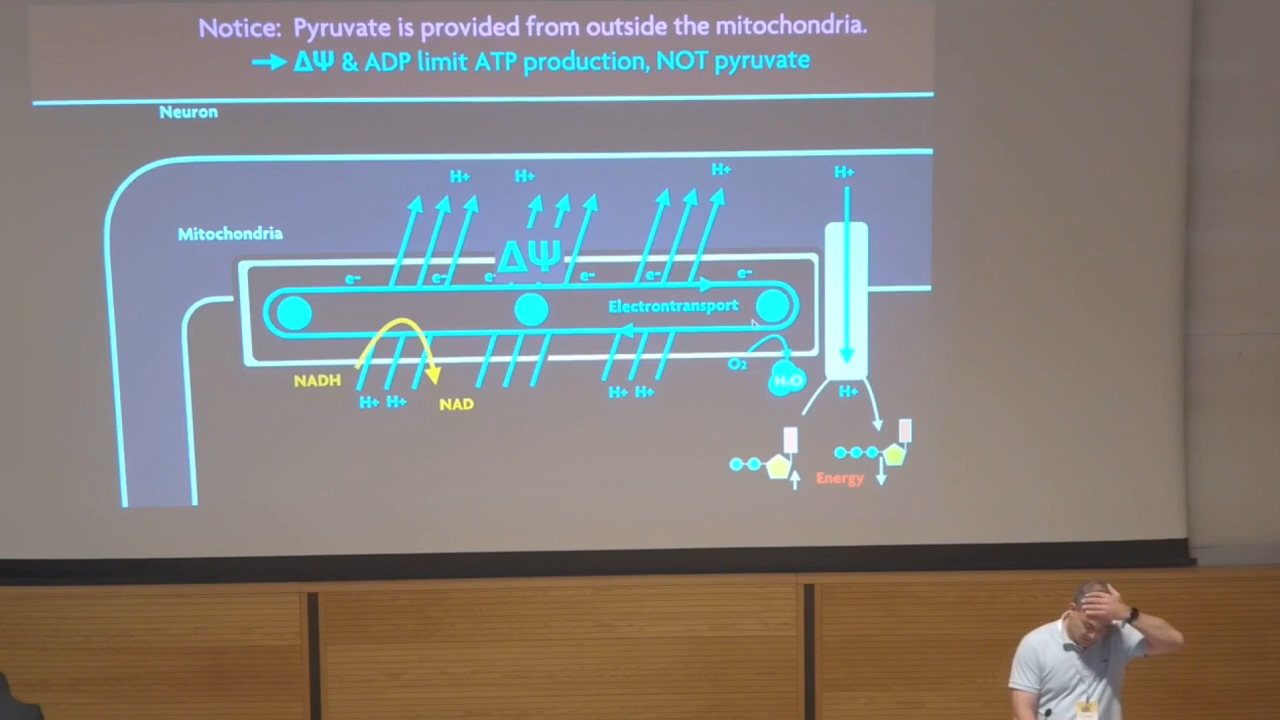 Notice: Pyruvate is provided from outside the mitochondria.
→ ΔΨ & ADP limit ATP production, NOT pyruvate
Neuron
H+ H+ H+ H+
Mitochondria
ΔΨ
e- e- e- e- e- e-
Electrontransport
O₂
NADH H₂O
H+ H+ NAD H+ H+ H+
Energy